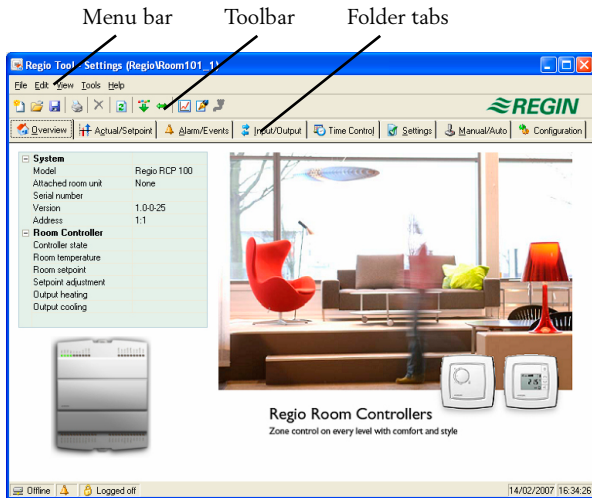 Menu bar Toolbar Folder tabs
Regio Tool - Settings (Regio\Room101_1)
File Edit View Tools Help
REGIN
Overview Actual/Setpoint Alarm/Events Input/Output Time Control Settings Manual/Auto Configuration
System
Model Regio RCP 100
Attached room unit None
Serial number
Version 1.0-0-25
Address 1:1
Room Controller
Controller state
Room temperature
Room setpoint
Setpoint adjustment
Output heating
Output cooling
Regio Room Controllers
Zone control on every level with comfort and style
Offline Logged off 14/02/2007 16:34:26